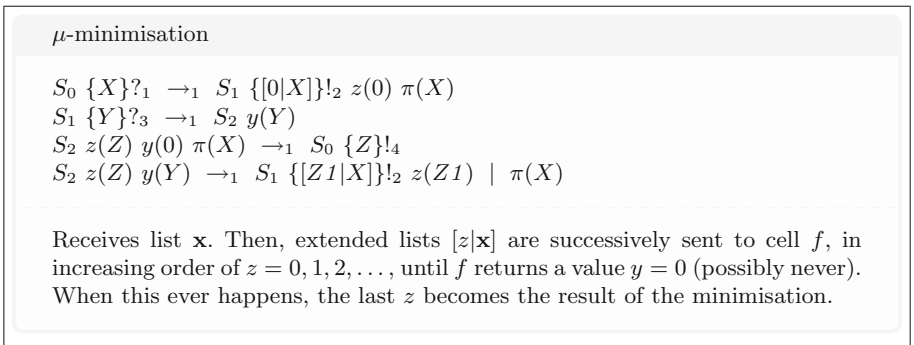 μ-minimisation
S₀ {X}?₁ →₁ S₁ {[0|X]}!₂ z(0) π(X)
S₁ {Y}?₃ →₁ S₂ y(Y)
S₂ z(Z) y(0) π(X) →₁ S₀ {Z}!₄
S₂ z(Z) y(Y) →₁ S₁ {[Z1|X]}!₂ z(Z1) | π(X)
Receives list x. Then, extended lists [z|x] are successively sent to cell f, in
increasing order of z = 0, 1, 2, . . . , until f returns a value y = 0 (possibly never).
When this ever happens, the last z becomes the result of the minimisation.